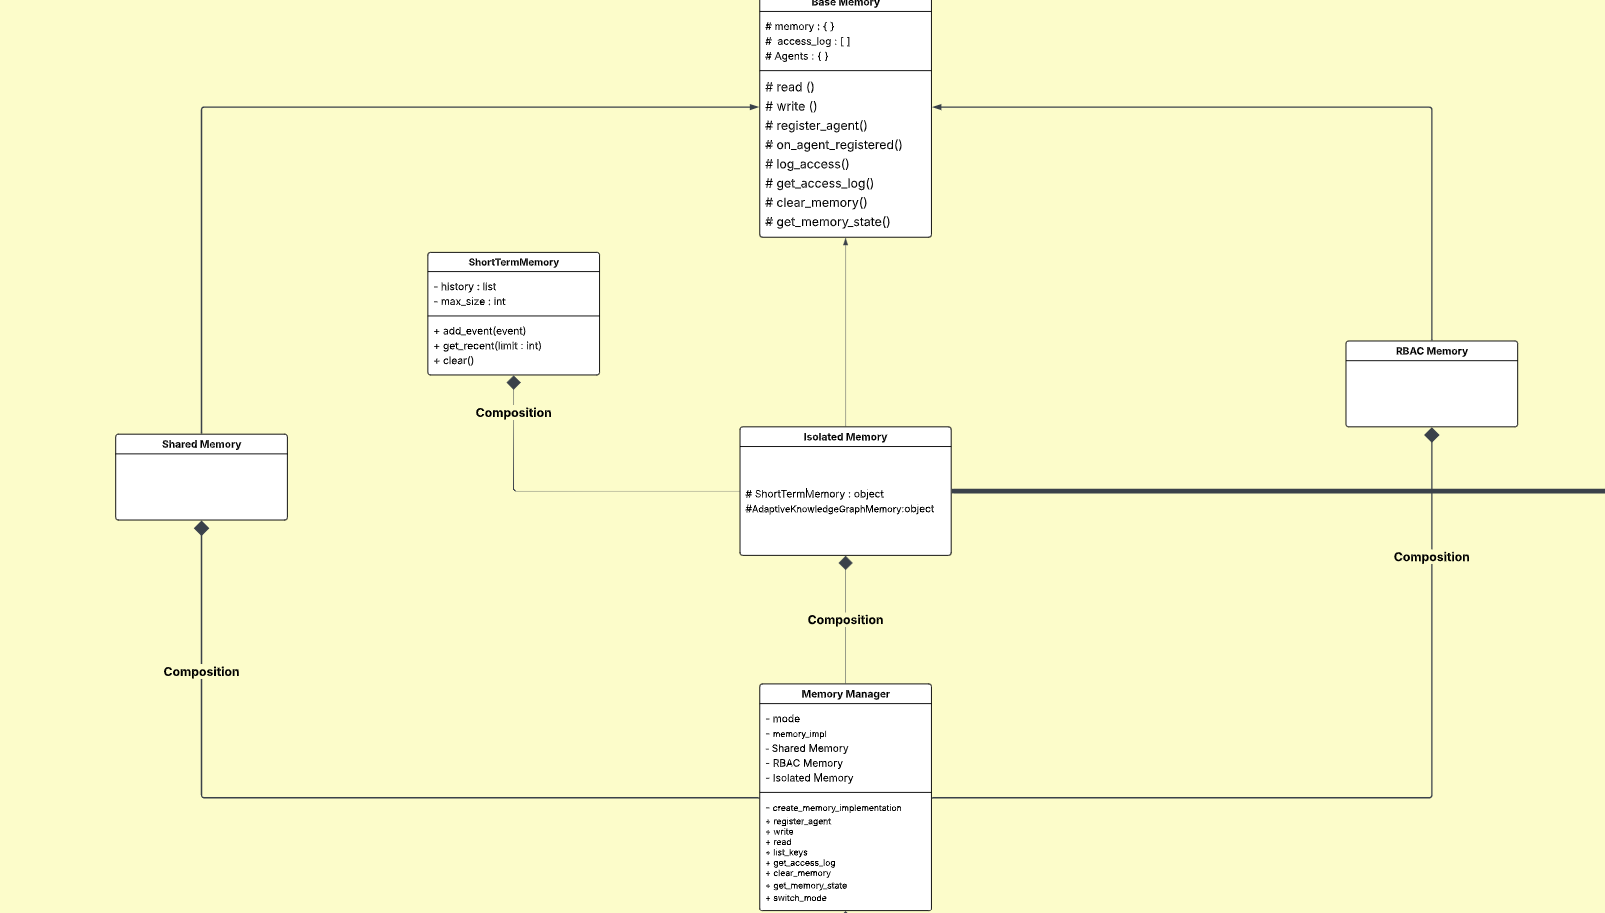 Base Memory
# memory : { }
# access_log : [ ]
# Agents : { }
# read ()
# write ()
# register_agent()
# on_agent_registered()
# log_access()
# get_access_log()
# clear_memory()
# get_memory_state()
ShortTermMemory
- history : list
- max_size : int
+ add_event(event)
+ get_recent(limit : int)
+ clear()
Composition
RBAC Memory
Composition
Shared Memory
Composition
Isolated Memory
# ShortTermMemory : object
#AdaptiveKnowledgeGraphMemory:object
Composition
Memory Manager
- mode
- memory_impl
- Shared Memory
- RBAC Memory
- Isolated Memory
- create_memory_implementation
+ register_agent
+ write
+ read
+ list_keys
+ get_access_log
+ clear_memory
+ get_memory_state
+ switch_mode